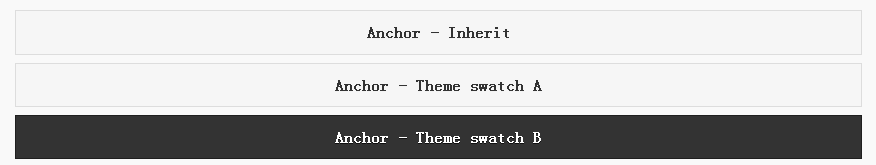 Anchor - Inherit
Anchor - Theme swatch A
Anchor - Theme swatch B